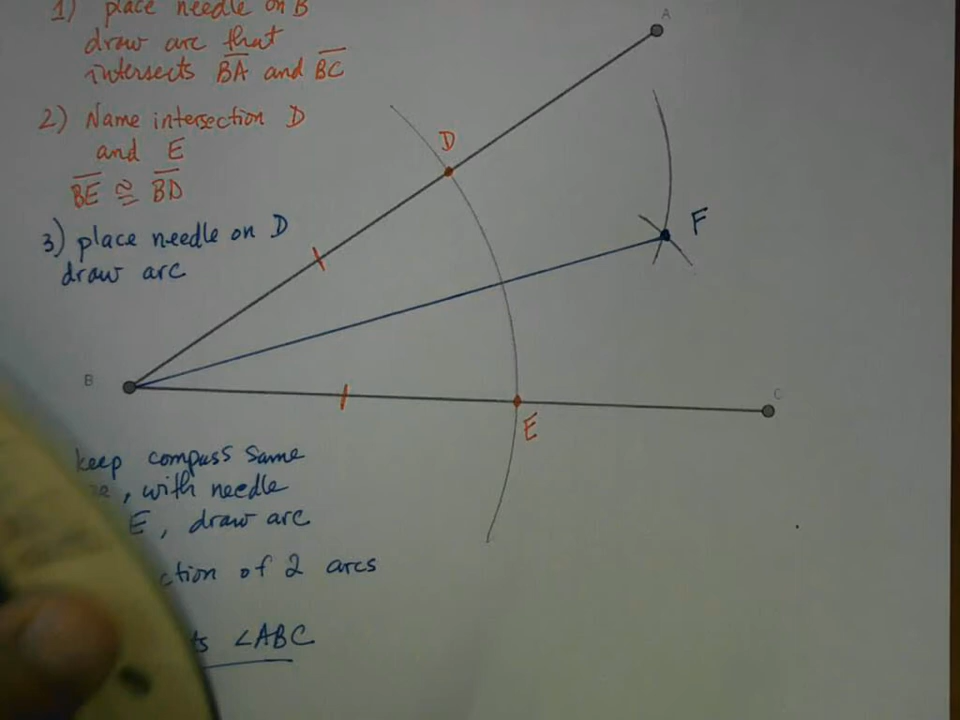 1) place needle on B
draw arc that
intersects BA and BC
2) Name intersection D
and E
BE ≅ BD
3) place needle on D
draw arc
keep compass same
, with needle
E, draw arc
of 2 arcs
∠ABC
A
D
F
B
E
C